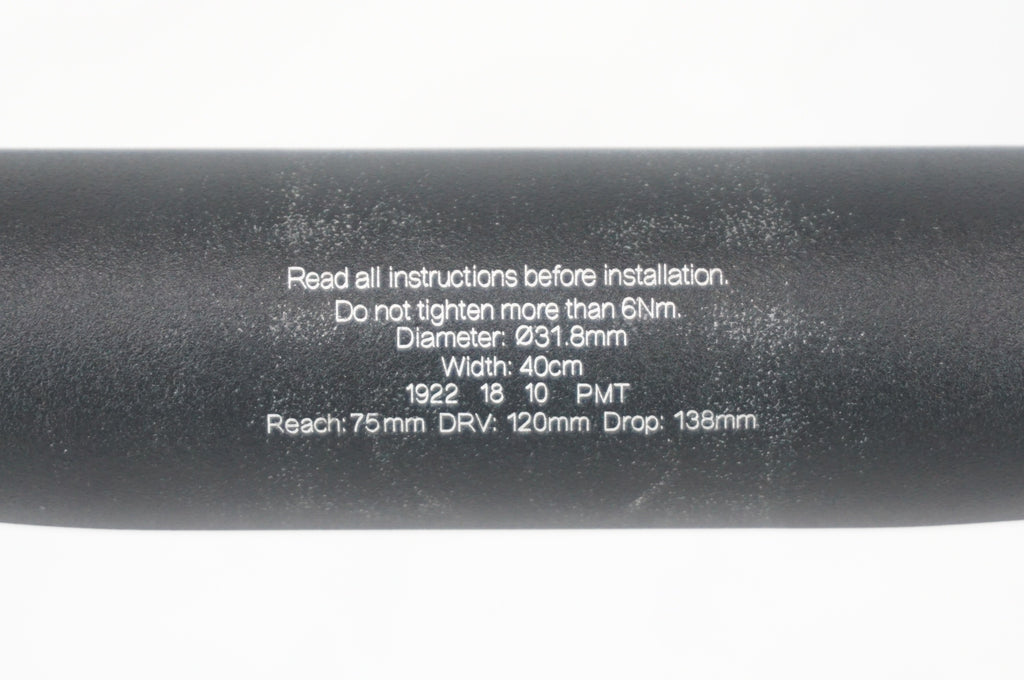 Read all instructions before installation.
Do not tighten more than 6Nm.
Diameter: Ø31.8mm
Width: 40cm
1922 18 10 PMT
Reach: 75mm DRV: 120mm Drop: 138mm